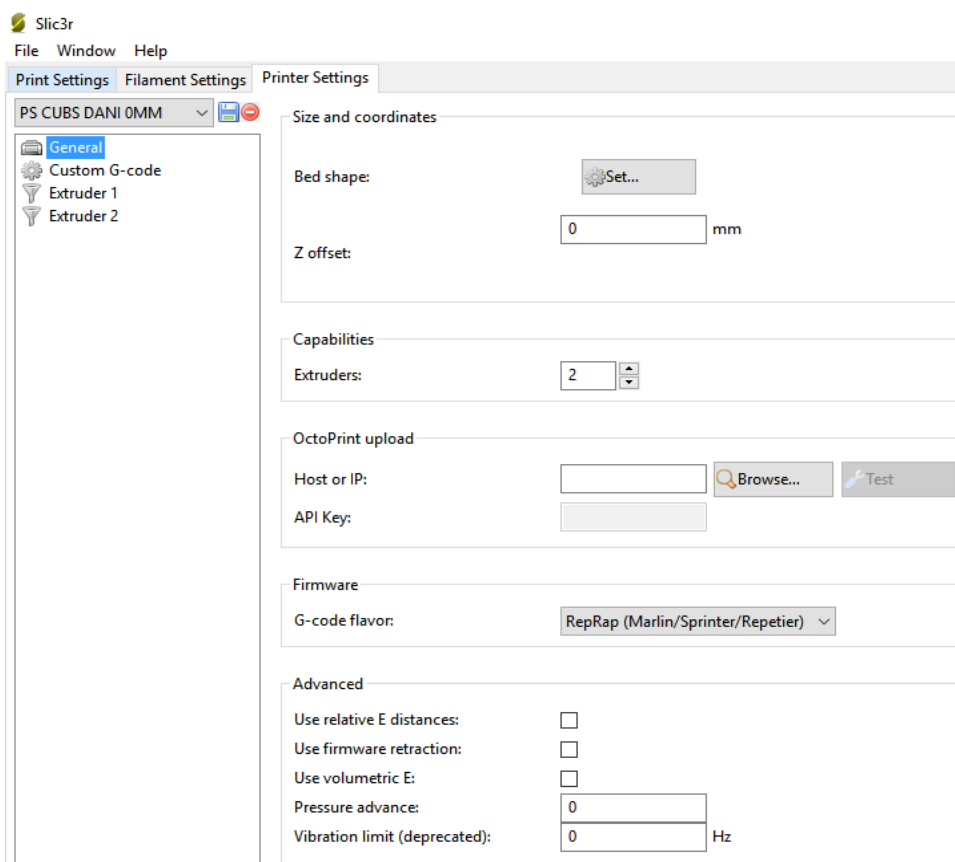 Slic3r
File Window Help
Print Settings Filament Settings Printer Settings
PS CUBS DANI 0MM
General
Custom G-code
Extruder 1
Extruder 2
Size and coordinates
Bed shape: Set...
0 mm
Z offset:
Capabilities
Extruders: 2
OctoPrint upload
Host or IP: Browse... Test
API Key:
Firmware
G-code flavor: RepRap (Marlin/Sprinter/Repetier)
Advanced
Use relative E distances:
Use firmware retraction:
Use volumetric E:
Pressure advance: 0
Vibration limit (deprecated): 0 Hz